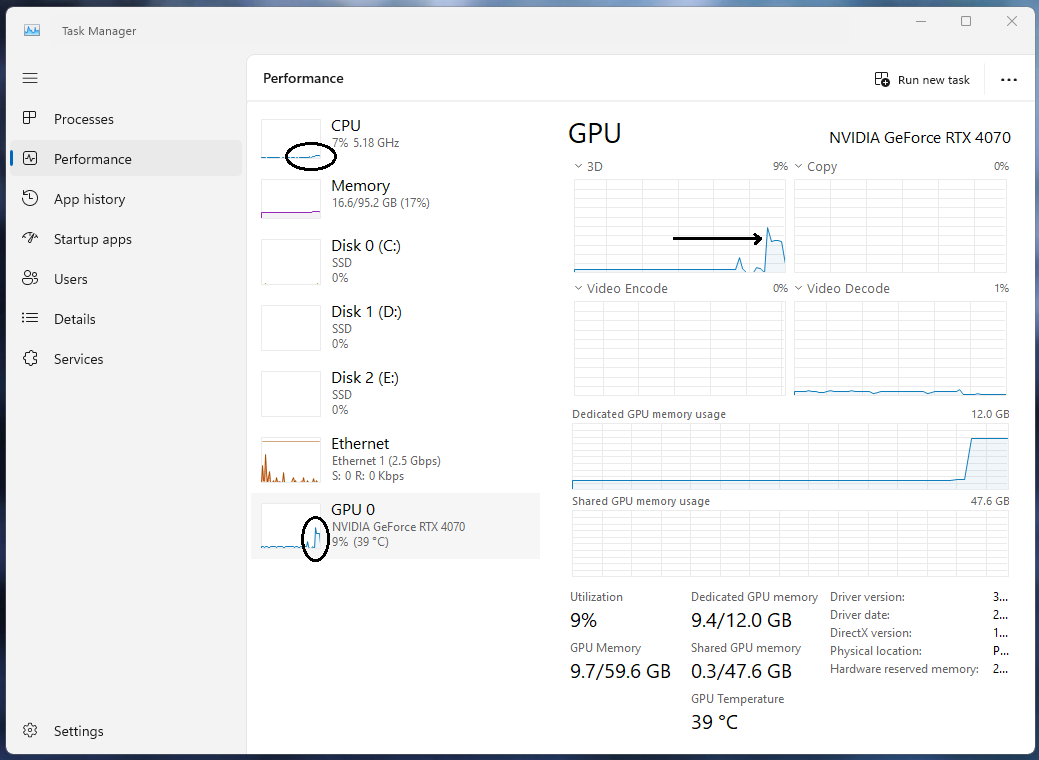 Task Manager
Performance
Run new task
Processes
Performance
App history
Startup apps
Users
Details
Services
Settings
CPU
7% 5.18 GHz
Memory
16.6/95.2 GB (17%)
Disk 0 (C:)
SSD
0%
Disk 1 (D:)
SSD
0%
Disk 2 (E:)
SSD
0%
Ethernet
Ethernet 1 (2.5 Gbps)
S: 0 R: 0 Kbps
GPU 0
NVIDIA GeForce RTX 4070
9% (39 °C)
GPU
NVIDIA GeForce RTX 4070
3D 9%
Copy 0%
Video Encode 0%
Video Decode 1%
Dedicated GPU memory usage 12.0 GB
Shared GPU memory usage 47.6 GB
Utilization
9%
Dedicated GPU memory
9.4/12.0 GB
GPU Memory
9.7/59.6 GB
Shared GPU memory
0.3/47.6 GB
GPU Temperature
39 °C
Driver version: 3...
Driver date: 2...
DirectX version: 1...
Physical location: P...
Hardware reserved memory: 2...